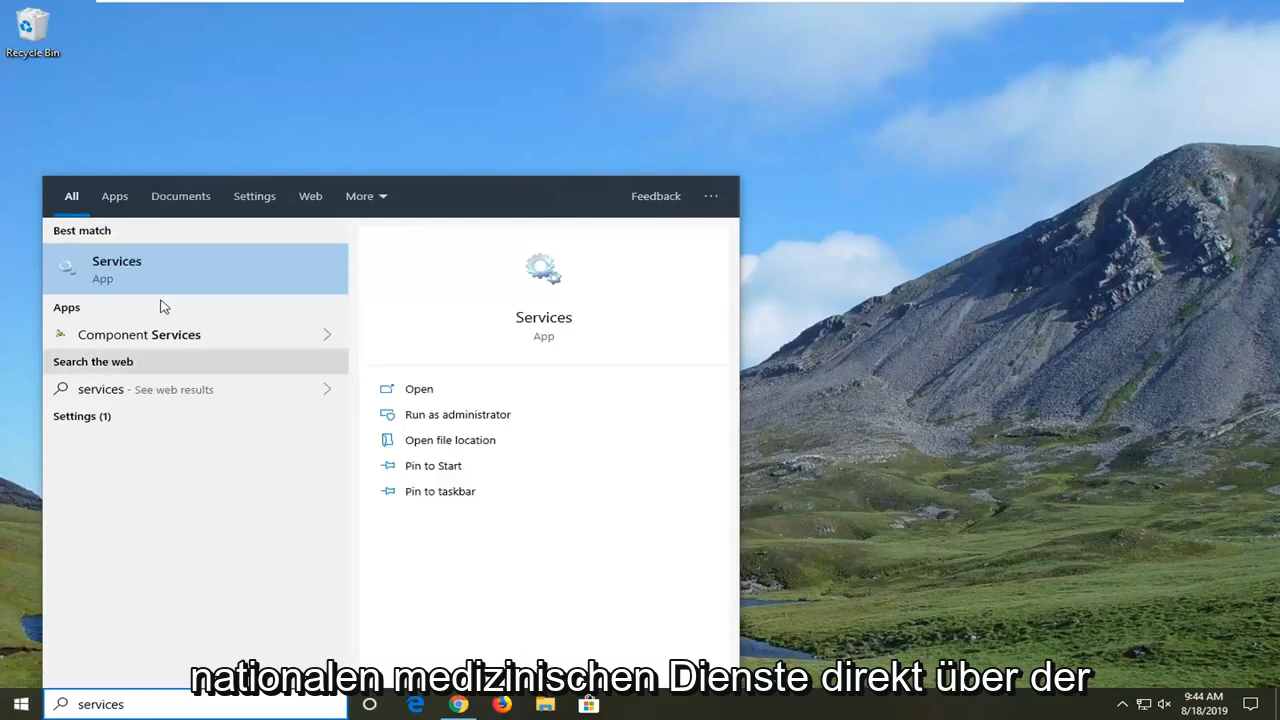 Recycle Bin
All Apps Documents Settings Web More Feedback ...
Best match
Services
App
Apps
Component Services
Search the web
services - See web results
Settings (1)
Services
App
Open
Run as administrator
Open file location
Pin to Start
Pin to taskbar
nationalen medizinischen Dienste direkt über der
services
9:44 AM
8/18/2019